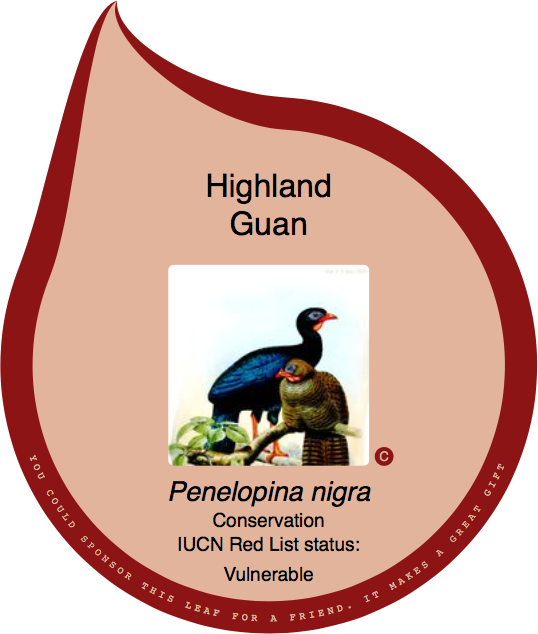 Highland
Guan
C
Penelopina nigra
Conservation
IUCN Red List status:
Vulnerable
YOU COULD SPONSOR THIS LEAF FOR A FRIEND. IT MAKES A GREAT GIFT